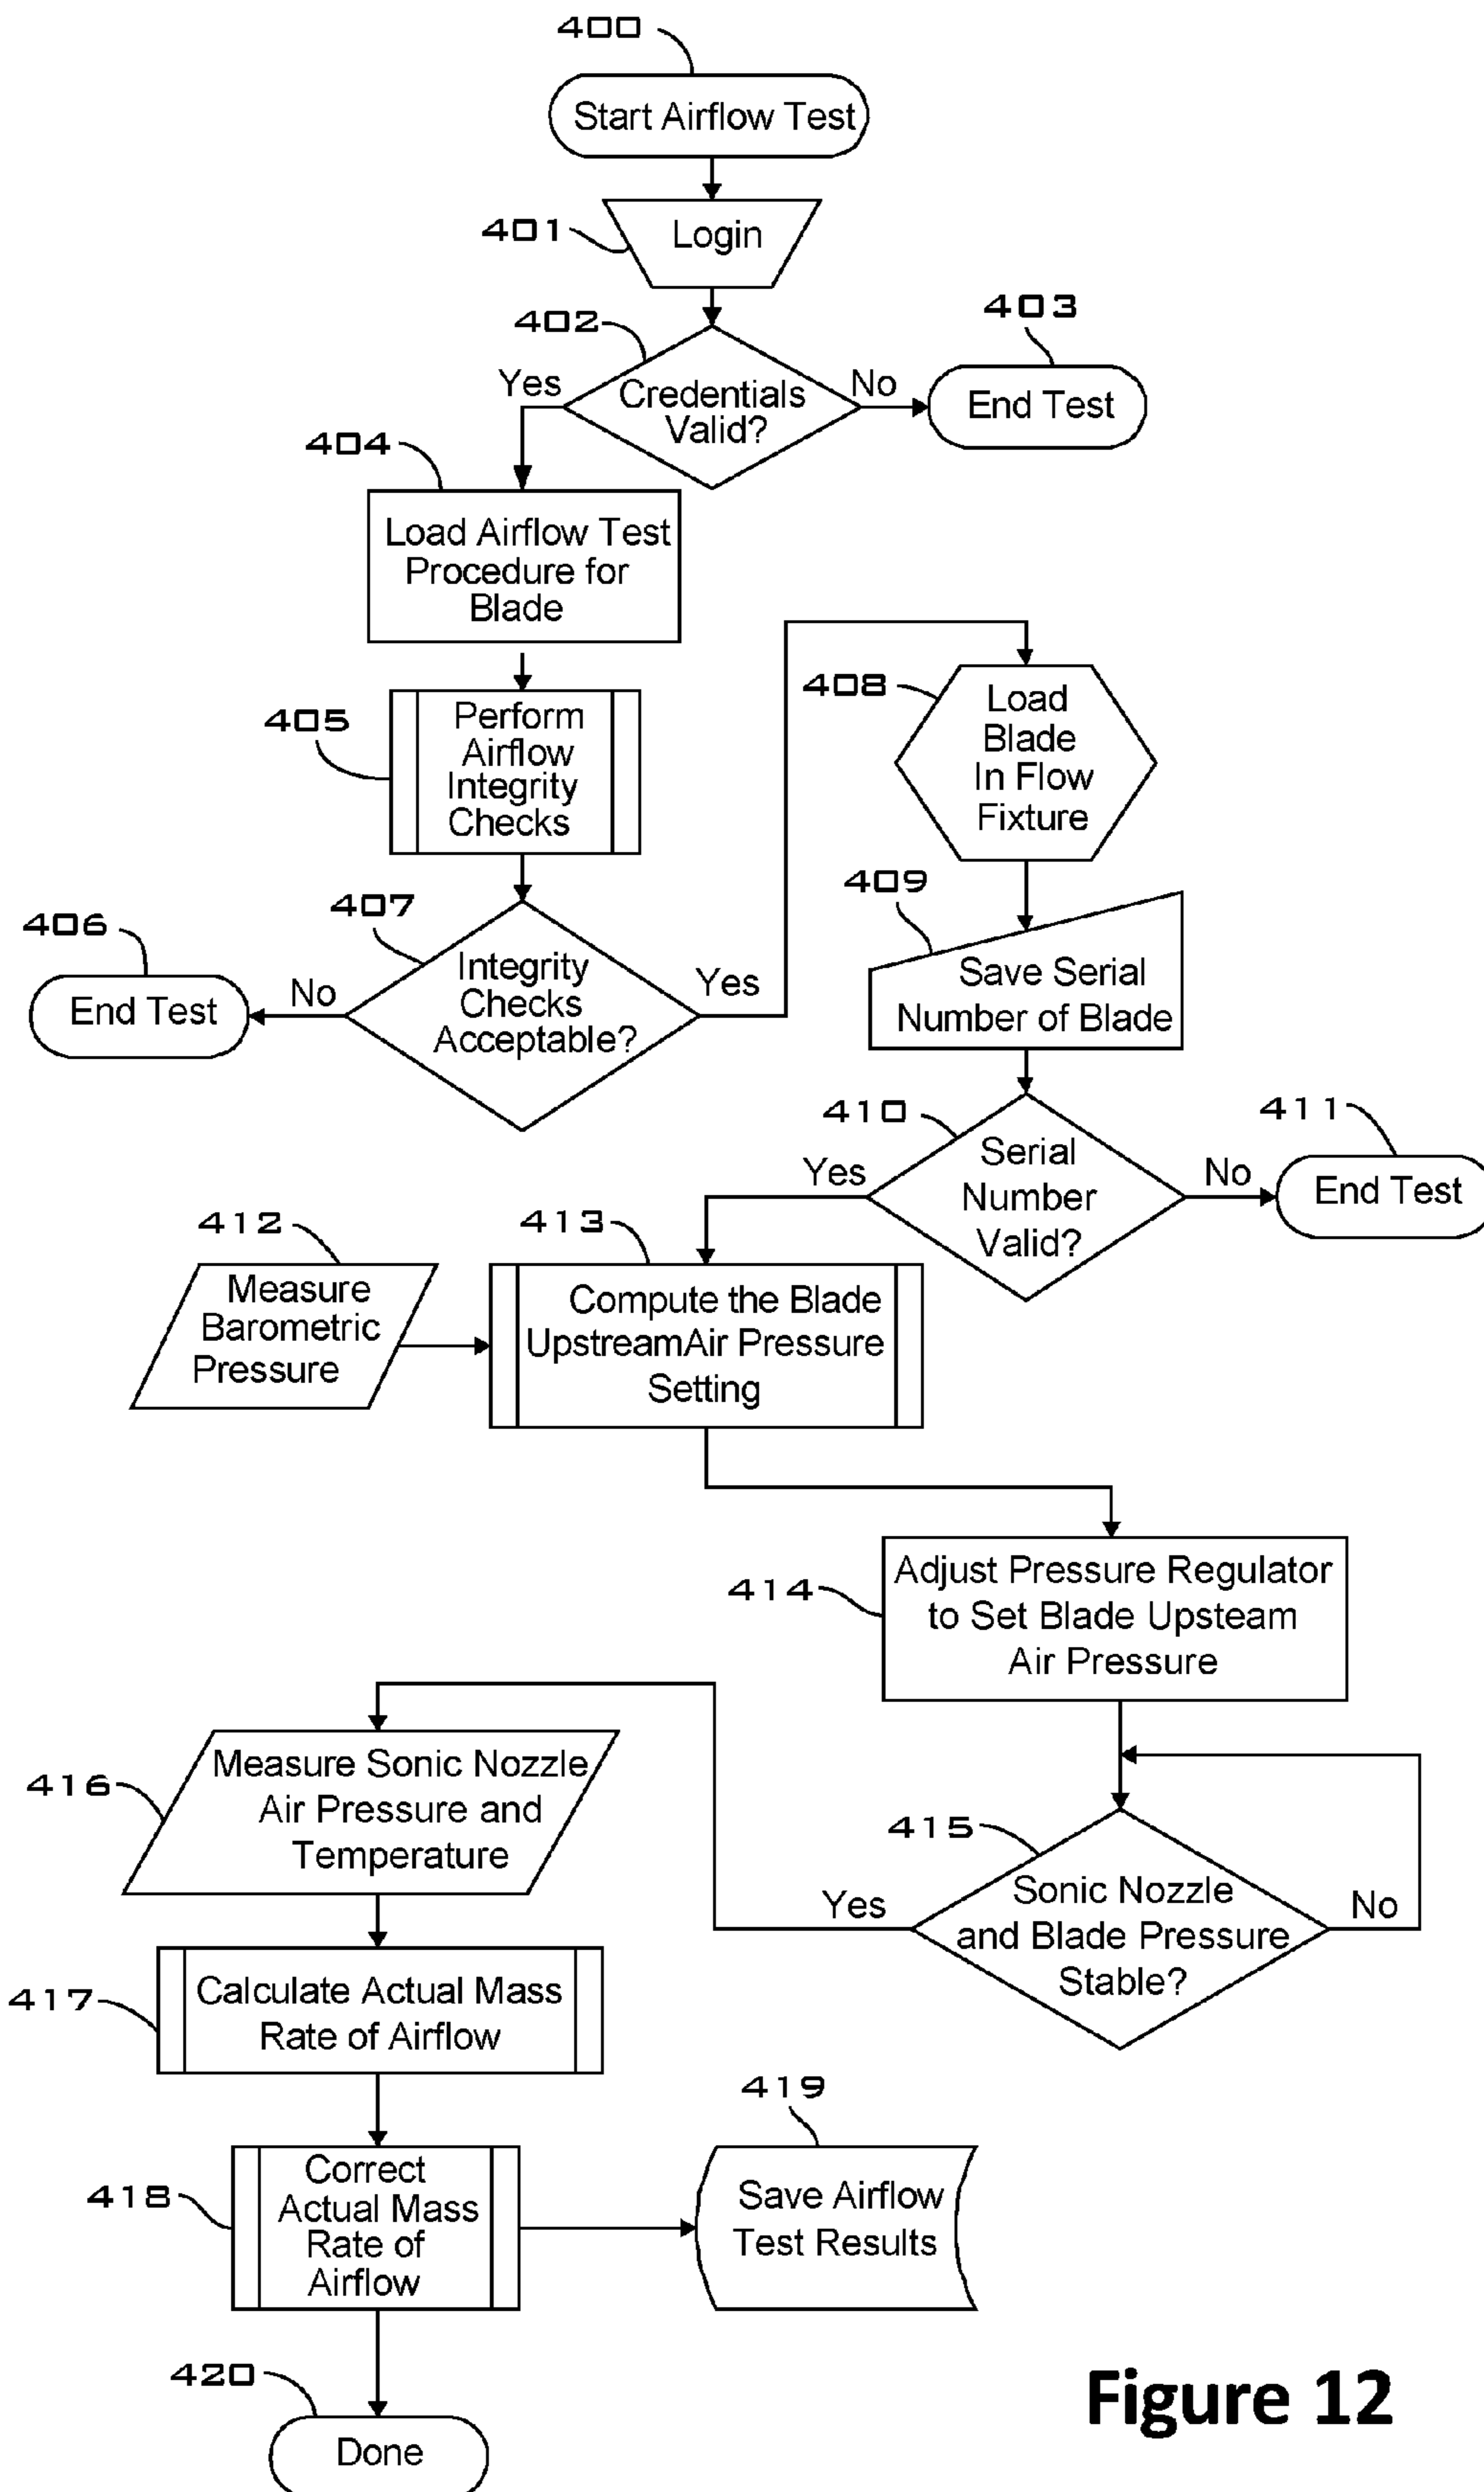 400
Start Airflow Test
401
Login
402
Credentials
Valid?
Yes
No
403
End Test
404
Load Airflow Test
Procedure for
Blade
405
Perform
Airflow
Integrity
Checks
406
End Test
407
Integrity
Checks
Acceptable?
No
Yes
408
Load
Blade
In Flow
Fixture
409
Save Serial
Number of Blade
410
Serial
Number
Valid?
Yes
No
411
End Test
412
Measure
Barometric
Pressure
413
Compute the Blade
UpstreamAir Pressure
Setting
414
Adjust Pressure Regulator
to Set Blade Upsteam
Air Pressure
415
Sonic Nozzle
and Blade Pressure
Stable?
Yes
No
416
Measure Sonic Nozzle
Air Pressure and
Temperature
417
Calculate Actual Mass
Rate of Airflow
418
Correct
Actual Mass
Rate of
Airflow
419
Save Airflow
Test Results
420
Done
Figure 12